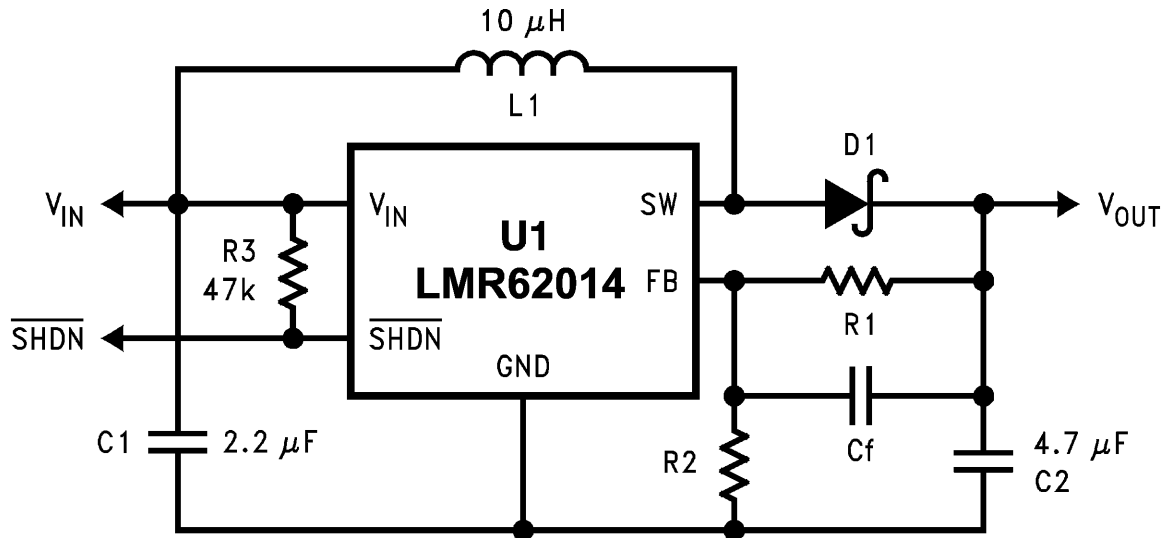 10 μH
L1
D1
V_IN
V_IN
SW
V_OUT
U1
R3
47k
LMR62014
FB
R1
SHDN
SHDN
GND
C1
2.2 μF
R2
Cf
4.7 μF
C2